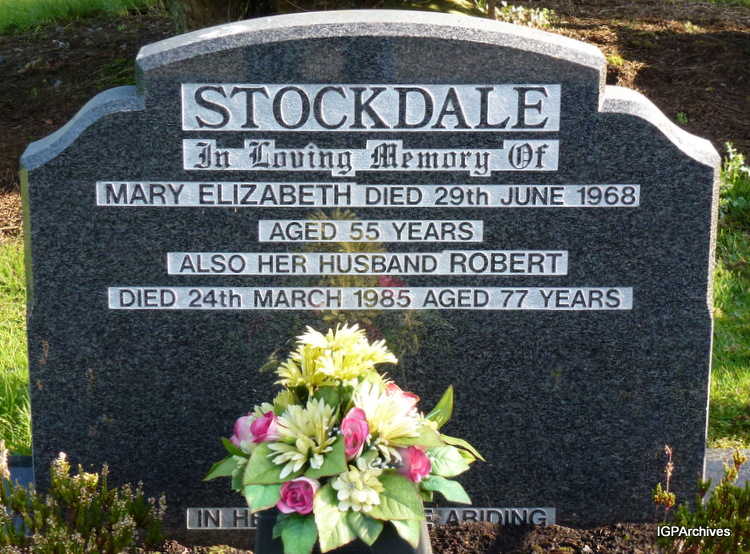 STOCKDALE
In Loving Memory Of
MARY ELIZABETH DIED 29th JUNE 1968
AGED 55 YEARS
ALSO HER HUSBAND ROBERT
DIED 24th MARCH 1985 AGED 77 YEARS
IN ABIDING
IGPArchives